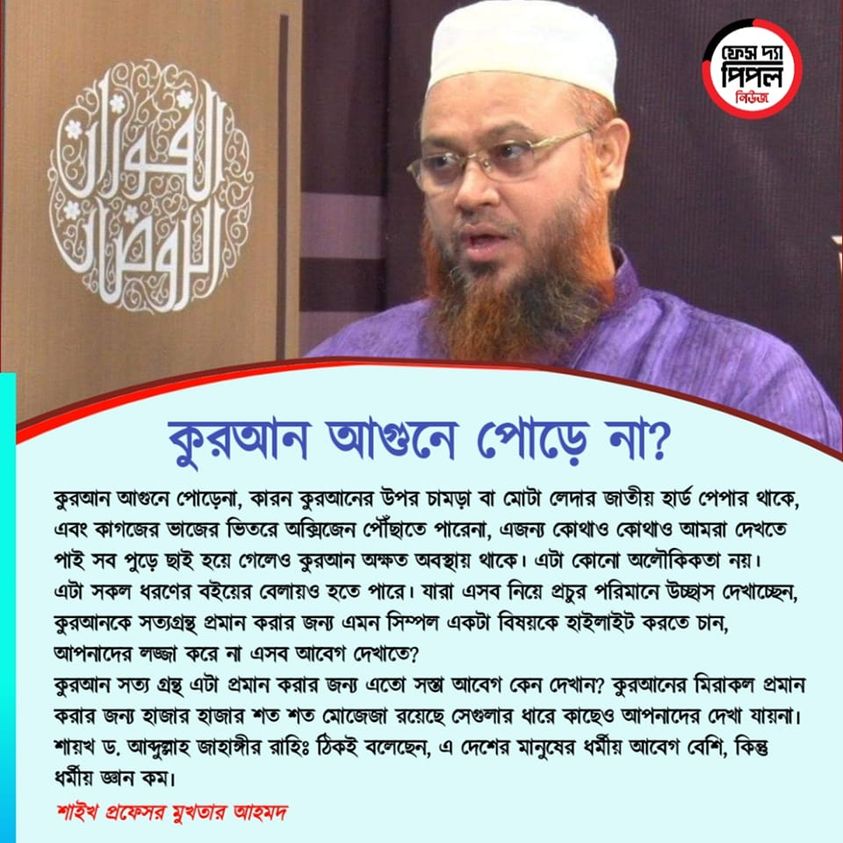 ফেস দ্যা
পিপল
নিউজ
কুরআন আগুনে পোড়ে না?
কুরআন আগুনে পোড়েনা, কারন কুরআনের উপর চামড়া বা মোটা লেদার জাতীয় হার্ড পেপার থাকে,
এবং কাগজের ভাজের ভিতরে অক্সিজেন পৌঁছাতে পারেনা, এজন্য কোথাও কোথাও আমরা দেখতে
পাই সব পুড়ে ছাই হয়ে গেলেও কুরআন অক্ষত অবস্থায় থাকে। এটা কোনো অলৌকিকতা নয়।
এটা সকল ধরণের বইয়ের বেলায়ও হতে পারে। যারা এসব নিয়ে প্রচুর পরিমানে উচ্ছাস দেখাচ্ছেন,
কুরআনকে সত্যগ্রন্থ প্রমান করার জন্য এমন সিম্পল একটা বিষয়কে হাইলাইট করতে চান,
আপনাদের লজ্জা করে না এসব আবেগ দেখাতে?
কুরআন সত্য গ্রন্থ এটা প্রমান করার জন্য এতো সস্তা আবেগ কেন দেখান? কুরআনের মিরাকল প্রমান
করার জন্য হাজার হাজার শত শত মোজেজা রয়েছে সেগুলার ধারে কাছেও আপনাদের দেখা যায়না।
শায়খ ড. আব্দুল্লাহ জাহাঙ্গীর রাহিঃ ঠিকই বলেছেন, এ দেশের মানুষের ধর্মীয় আবেগ বেশি, কিন্তু
ধর্মীয় জ্ঞান কম।
শাইখ প্রফেসর মুখতার আহমদ